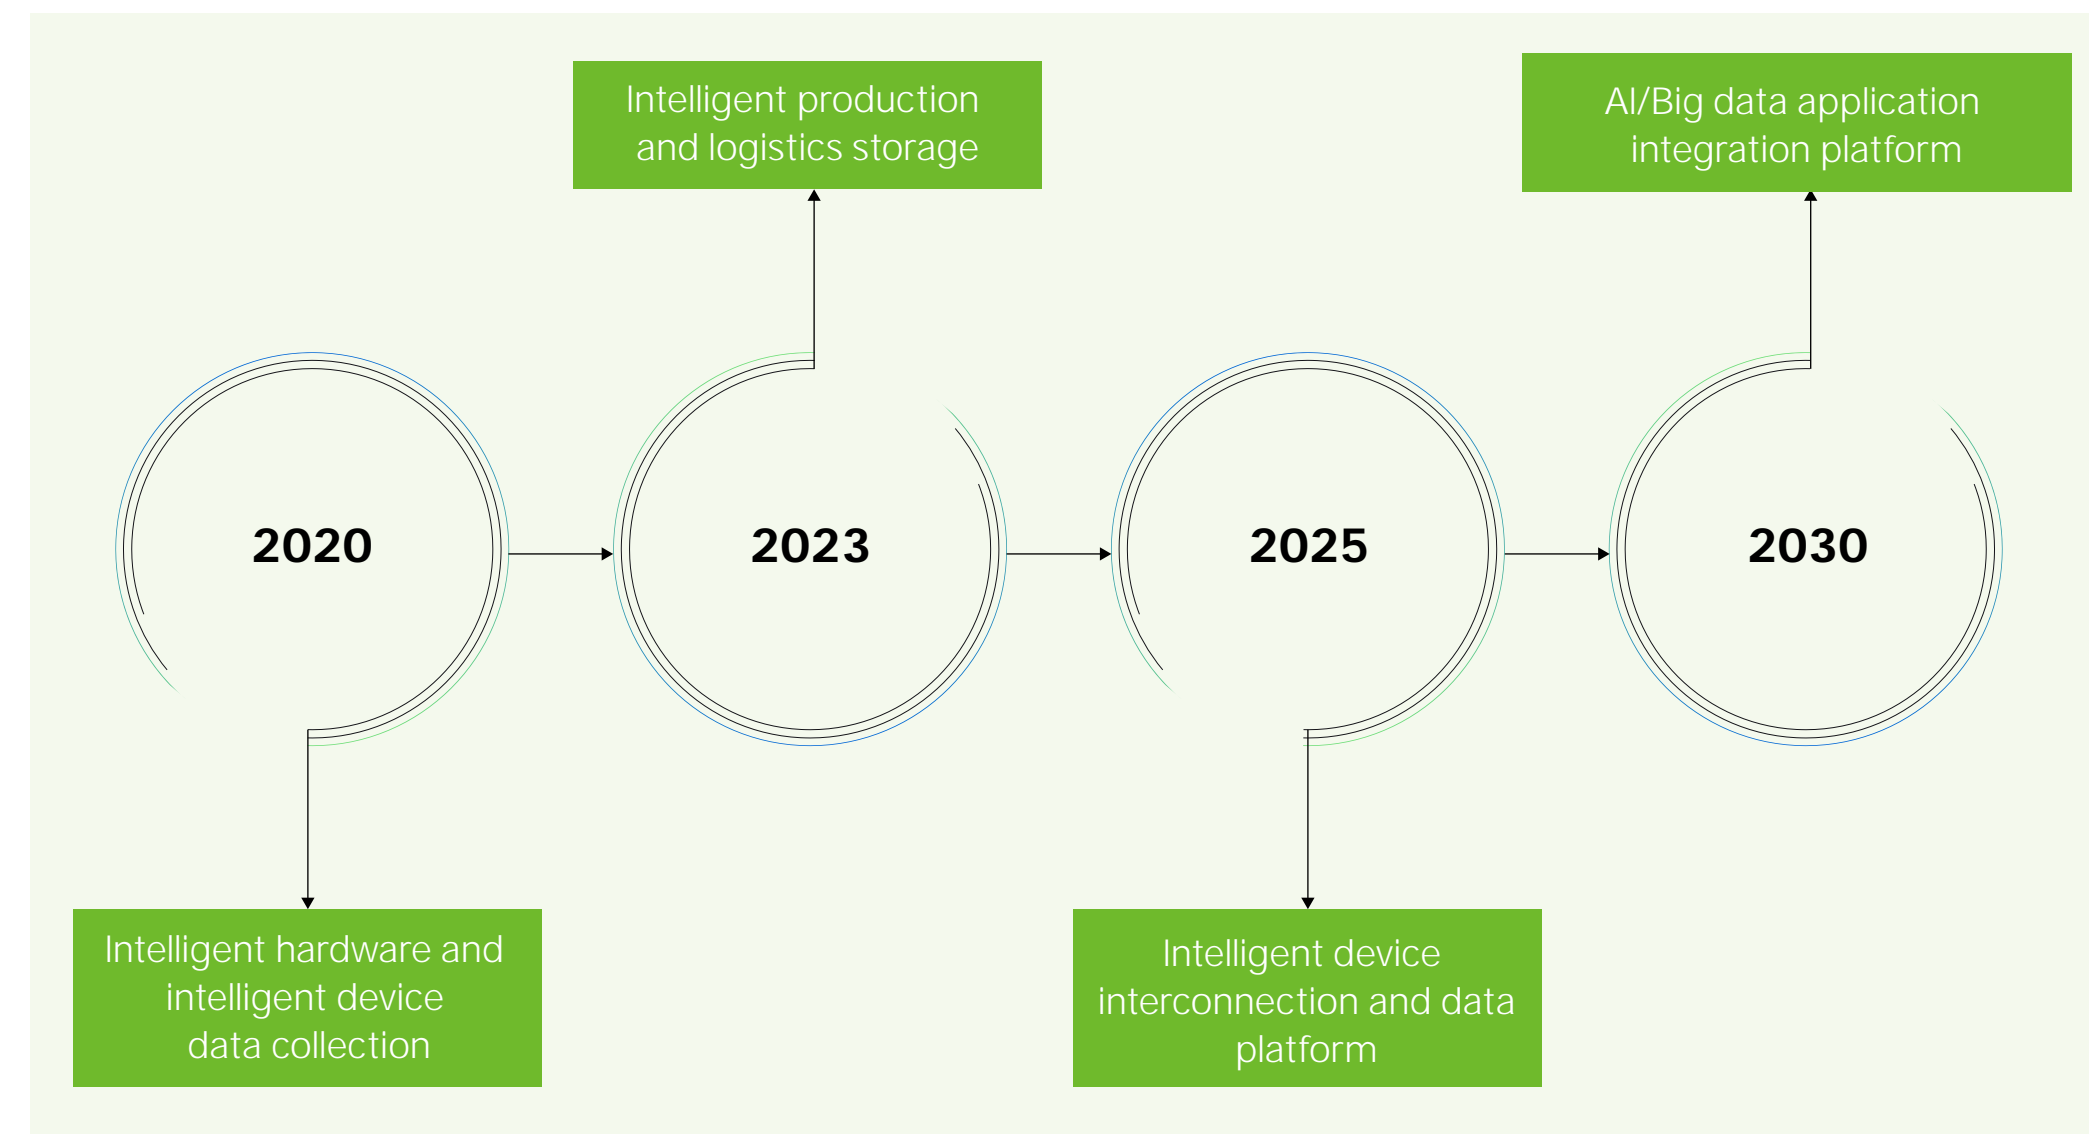 Intelligent production
and logistics storage
AI/Big data application
integration platform
2020
2023
2025
2030
Intelligent hardware and
intelligent device
data collection
Intelligent device
interconnection and data
platform